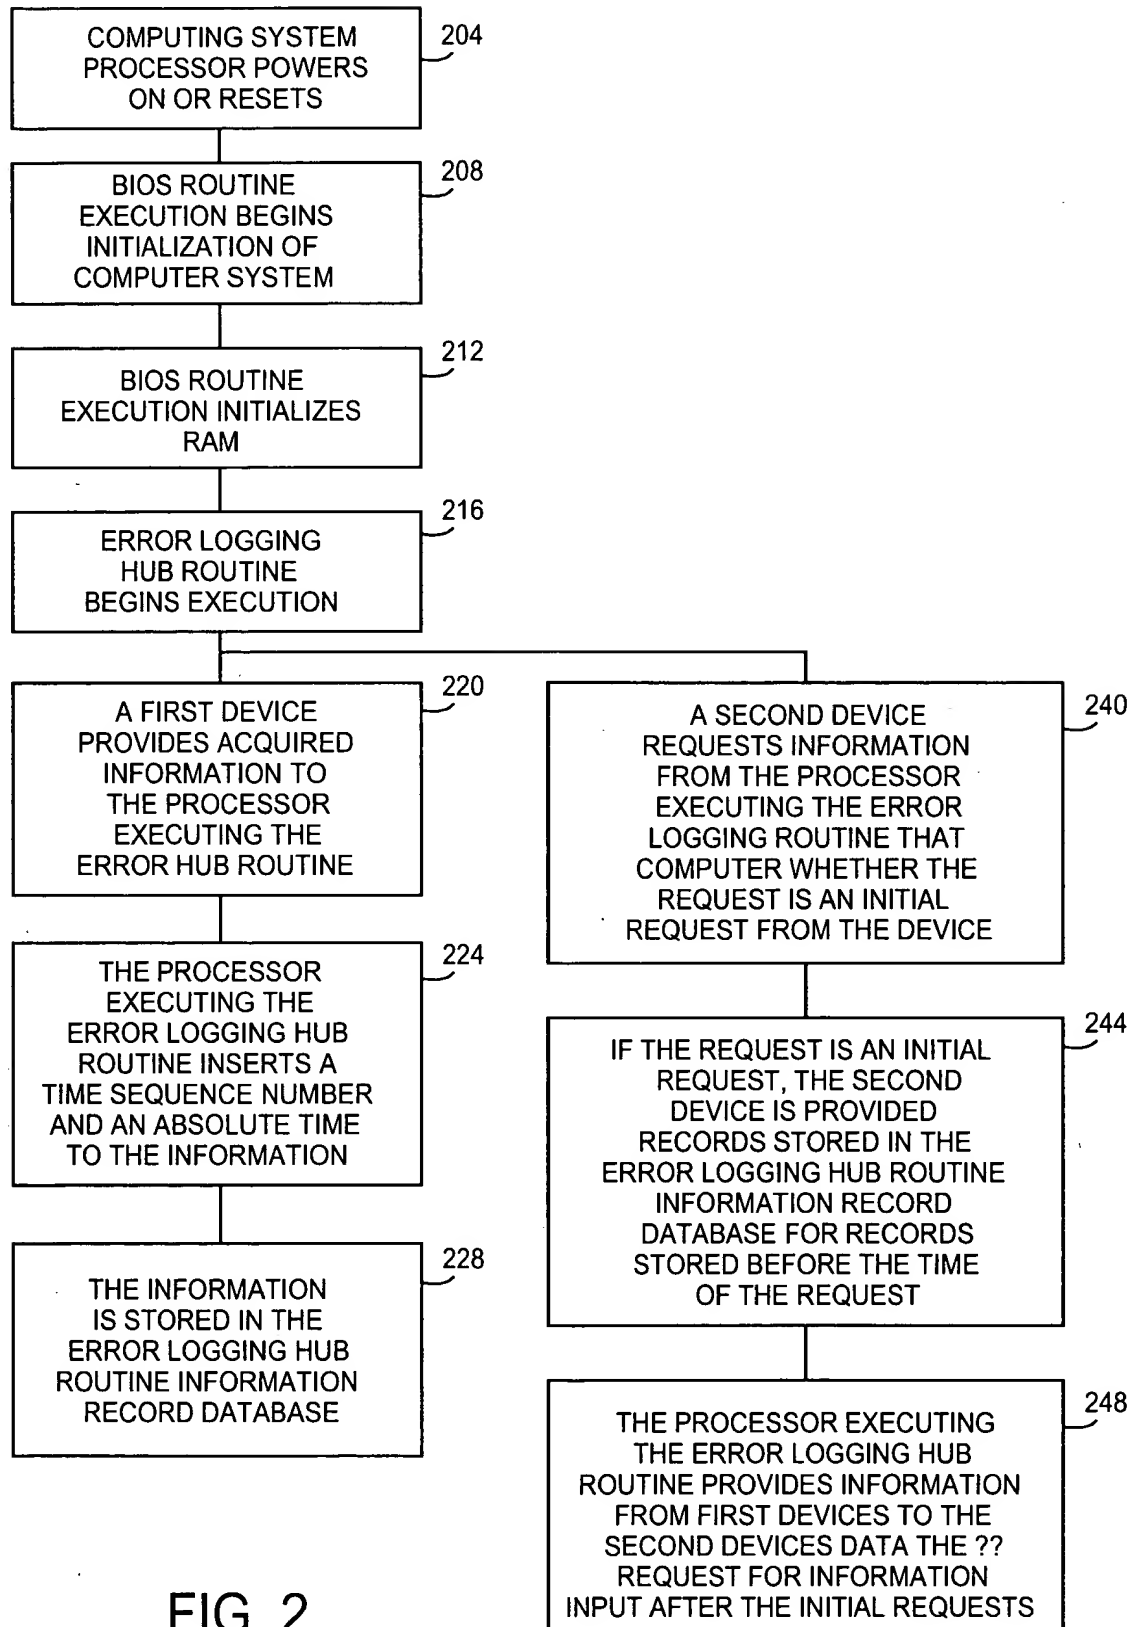 COMPUTING SYSTEM
PROCESSOR POWERS
ON OR RESETS
204
BIOS ROUTINE
EXECUTION BEGINS
INITIALIZATION OF
COMPUTER SYSTEM
208
BIOS ROUTINE
EXECUTION INITIALIZES
RAM
212
ERROR LOGGING
HUB ROUTINE
BEGINS EXECUTION
216
A FIRST DEVICE
PROVIDES ACQUIRED
INFORMATION TO
THE PROCESSOR
EXECUTING THE
ERROR HUB ROUTINE
220
THE PROCESSOR
EXECUTING THE
ERROR LOGGING HUB
ROUTINE INSERTS A
TIME SEQUENCE NUMBER
AND AN ABSOLUTE TIME
TO THE INFORMATION
224
THE INFORMATION
IS STORED IN THE
ERROR LOGGING HUB
ROUTINE INFORMATION
RECORD DATABASE
228
A SECOND DEVICE
REQUESTS INFORMATION
FROM THE PROCESSOR
EXECUTING THE ERROR
LOGGING ROUTINE THAT
COMPUTER WHETHER THE
REQUEST IS AN INITIAL
REQUEST FROM THE DEVICE
240
IF THE REQUEST IS AN INITIAL
REQUEST, THE SECOND
DEVICE IS PROVIDED
RECORDS STORED IN THE
ERROR LOGGING HUB ROUTINE
INFORMATION RECORD
DATABASE FOR RECORDS
STORED BEFORE THE TIME
OF THE REQUEST
244
THE PROCESSOR EXECUTING
THE ERROR LOGGING HUB
ROUTINE PROVIDES INFORMATION
FROM FIRST DEVICES TO THE
SECOND DEVICES DATA THE ??
REQUEST FOR INFORMATION
INPUT AFTER THE INITIAL REQUESTS
248
FIG. 2